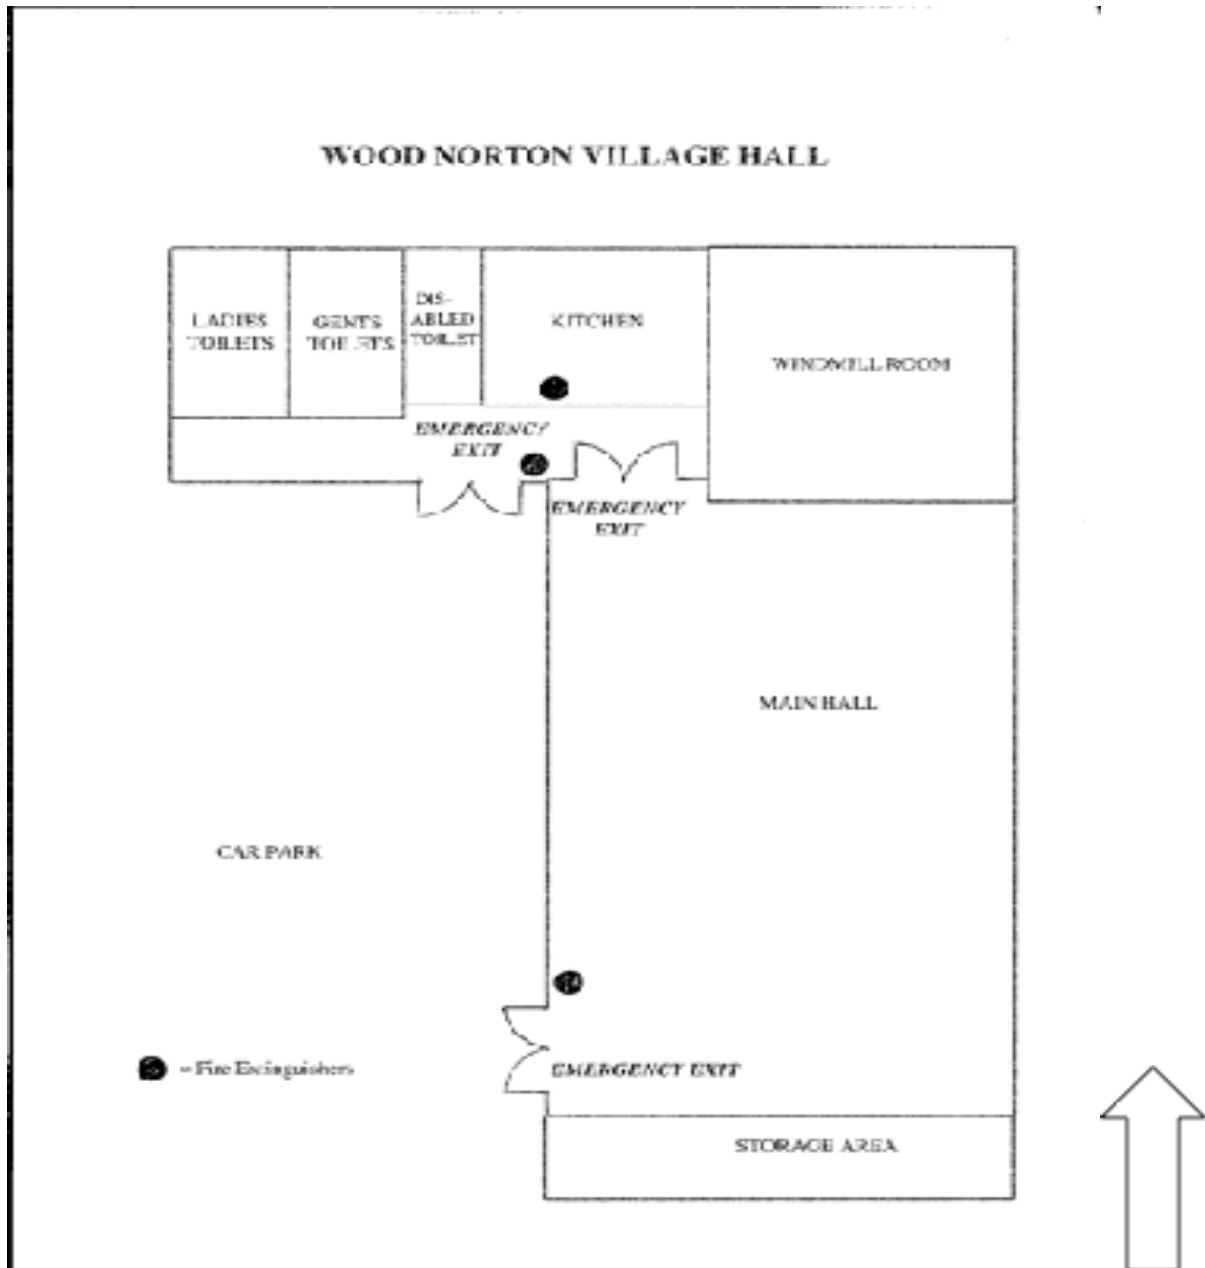 WOOD NORTON VILLAGE HALL
LADIES
TOILETS
GENTS
TOILETS
DIS-
ABLED
TOILET
KITCHEN
WINDMILL ROOM
EMERGENCY
EXIT
EMERGENCY
EXIT
MAIN HALL
CAR PARK
= Fire Extinguishers
EMERGENCY EXIT
STORAGE AREA